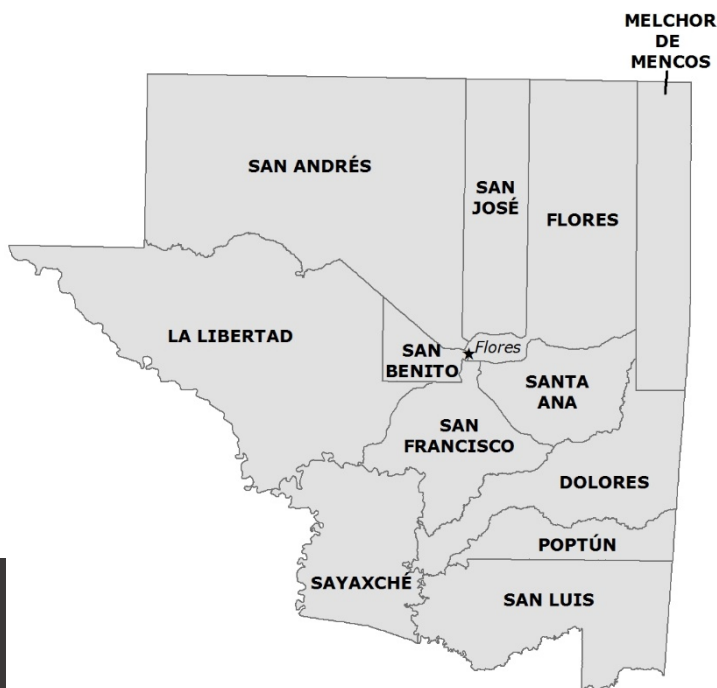 MELCHOR
DE
MENCOS
SAN ANDRÉS
SAN
JOSÉ
FLORES
LA LIBERTAD
SAN
BENITO
Flores
SANTA
ANA
SAN
FRANCISCO
DOLORES
POPTÚN
SAYAXCHÉ
SAN LUIS